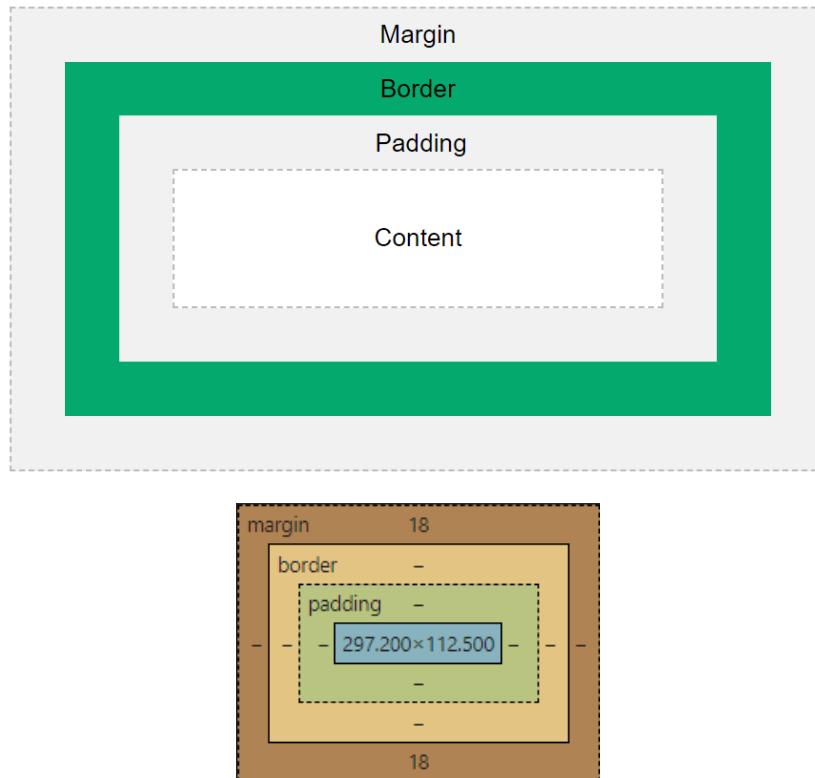 Margin
Border
Padding
Content
margin 18
border –
padding –
– – – 297.200×112.500 – – –
–
–
18